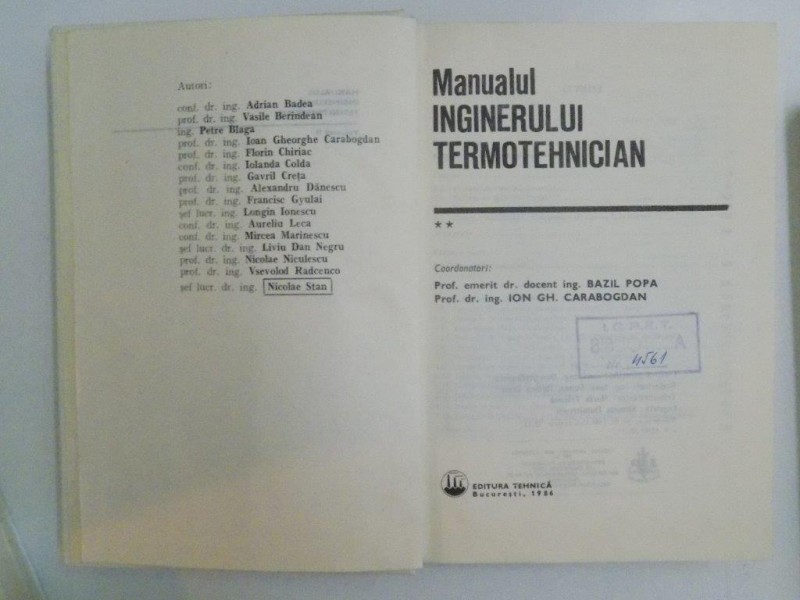 Autori:
conf. dr. ing. Adrian Badea
prof. dr. ing. Vasile Berindean
ing. Petre Blaga
prof. dr. ing. Ioan Gheorghe Carabogdan
prof. dr. ing. Florin Chiriac
conf. dr. ing. Iolanda Colda
prof. dr. ing. Gavril Creța
prof. dr. ing. Alexandru Dănescu
prof. dr. ing. Francisc Gyulai
șef lucr. ing. Longin Ionescu
conf. dr. ing. Aureliu Leca
conf. dr. ing. Mircea Marinescu
șef lucr. dr. ing. Liviu Dan Negru
prof. dr. ing. Nicolae Niculescu
prof. dr. ing. Vsevolod Radcenco
șef lucr. dr. ing. Nicolae Stan
Manualul
INGINERULUI
TERMOTEHNICIAN
**
Coordonatori:
Prof. emerit dr. docent ing. BAZIL POPA
Prof. dr. ing. ION GH. CARABOGDAN
4561
EDITURA TEHNICĂ
București, 1986